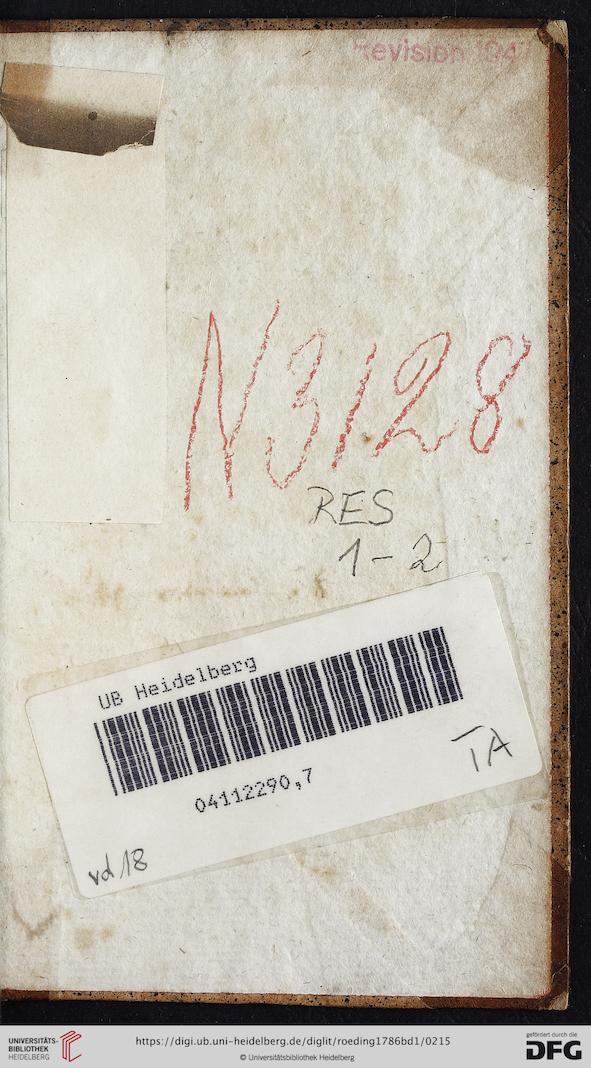 Revision 194
N 3128
RES
1-2
UB Heidelberg
04112290,7
TA
vd18
UNIVERSITÄTS-
BIBLIOTHEK
HEIDELBERG
https://digi.ub.uni-heidelberg.de/diglit/roeding1786bd1/0215
© Universitätsbibliothek Heidelberg
gefördert durch die
DFG